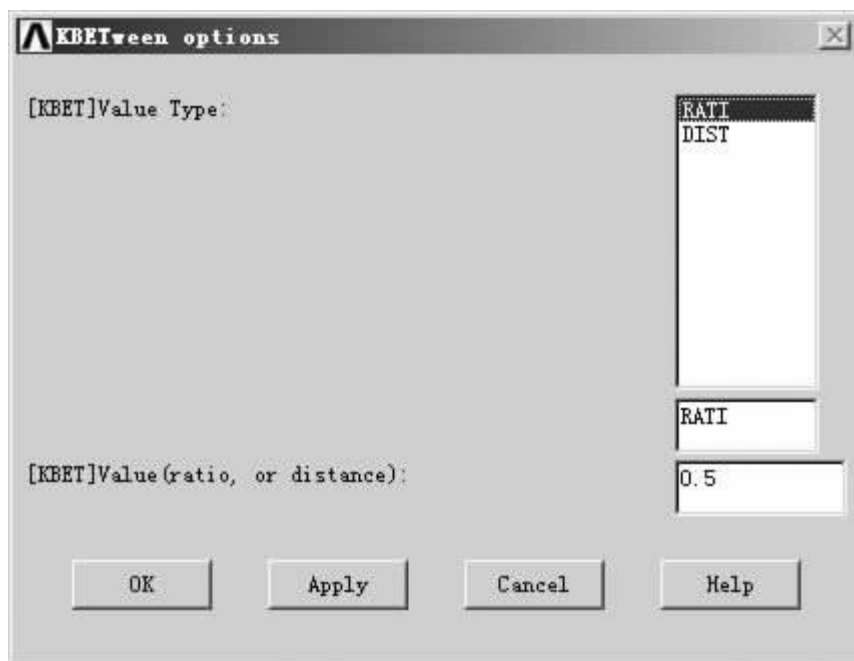 KBETween options
[KBET]Value Type:
RATI
DIST
RATI
[KBET]Value(ratio, or distance):
0.5
OK
Apply
Cancel
Help